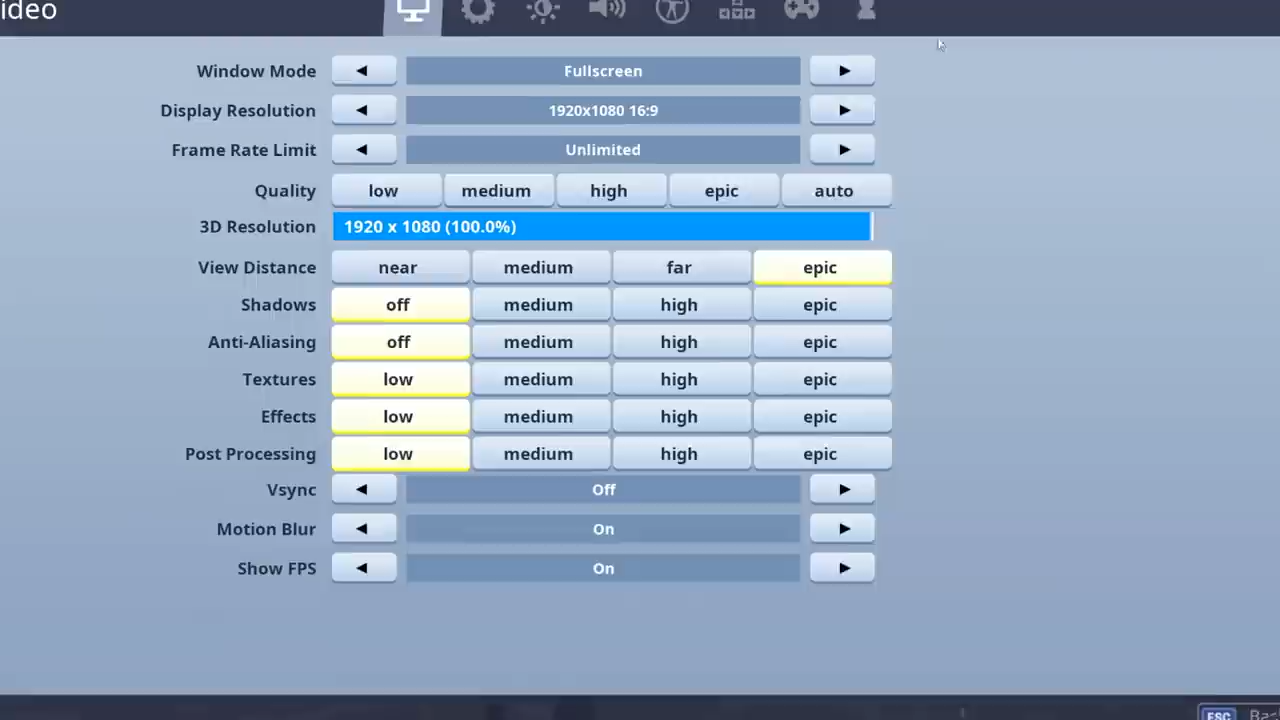 ideo
Window Mode ◄ Fullscreen ►
Display Resolution ◄ 1920x1080 16:9 ►
Frame Rate Limit ◄ Unlimited ►
Quality low medium high epic auto
3D Resolution 1920 x 1080 (100.0%)
View Distance near medium far epic
Shadows off medium high epic
Anti-Aliasing off medium high epic
Textures low medium high epic
Effects low medium high epic
Post Processing low medium high epic
Vsync ◄ Off ►
Motion Blur ◄ On ►
Show FPS ◄ On ►
ESC